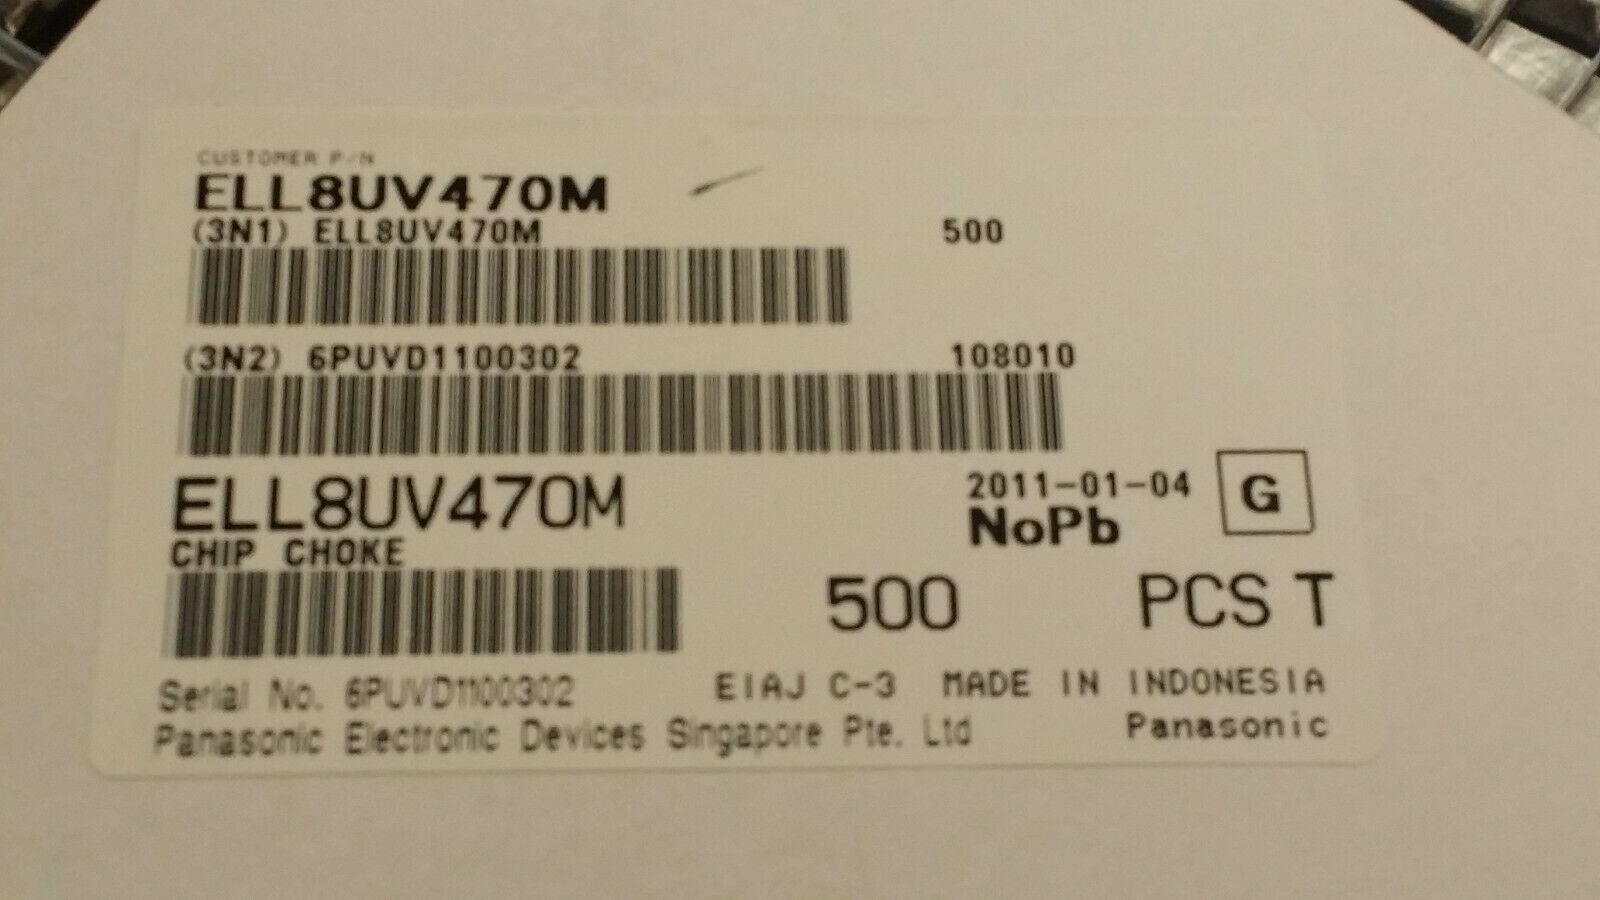 CUSTOMER P/N
ELL8UV470M
(3N1) ELL8UV470M 500
(3N2) 6PUVD1100302 108010
ELL8UV470M 2011-01-04 G
CHIP CHOKE NoPb
500 PCS T
Serial No. 6PUVD1100302 EIAJ C-3 MADE IN INDONESIA
Panasonic Electronic Devices Singapore Pte. Ltd Panasonic